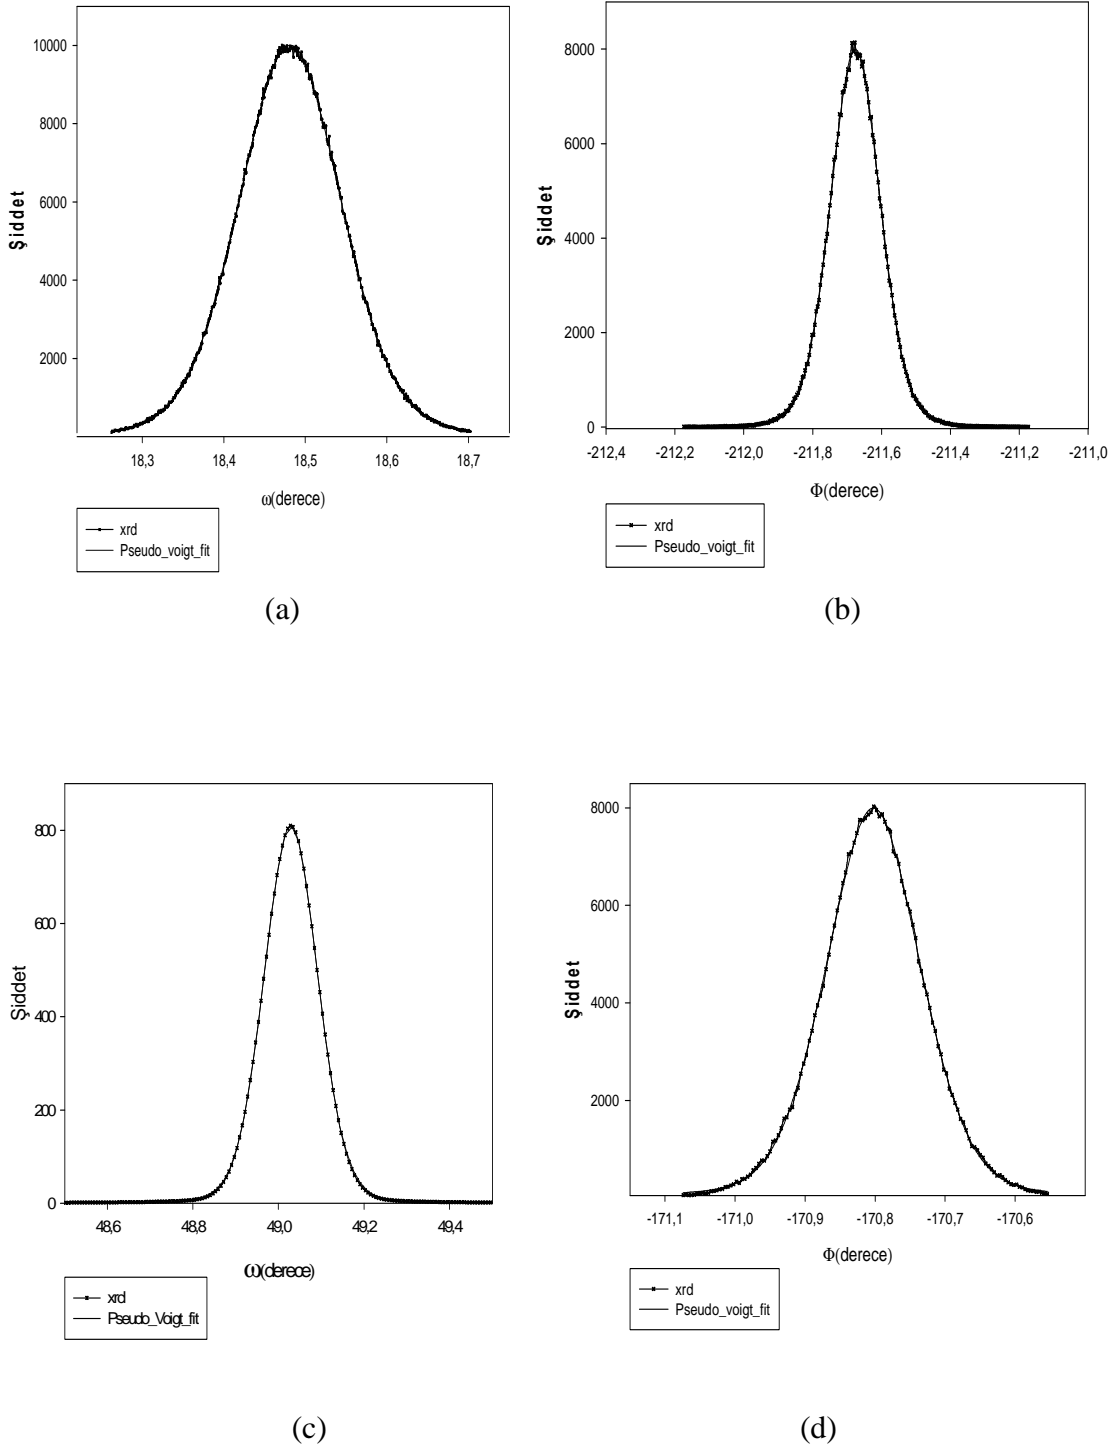 10000
8000
6000
4000
2000
Şiddet
18,3 18,4 18,5 18,6 18,7
ω(derece)
xrd
Pseudo_voigt_fit
(a)
8000
6000
4000
2000
0
Şiddet
-212,4 -212,2 -212,0 -211,8 -211,6 -211,4 -211,2 -211,0
Φ(derece)
xrd
Pseudo_voigt_fit
(b)
800
600
400
200
0
Şiddet
48,6 48,8 49,0 49,2 49,4
ω(derece)
xrd
Pseudo_Voigt_fit
(c)
8000
6000
4000
2000
Şiddet
-171,1 -171,0 -170,9 -170,8 -170,7 -170,6
Φ(derece)
xrd
Pseudo_voigt_fit
(d)